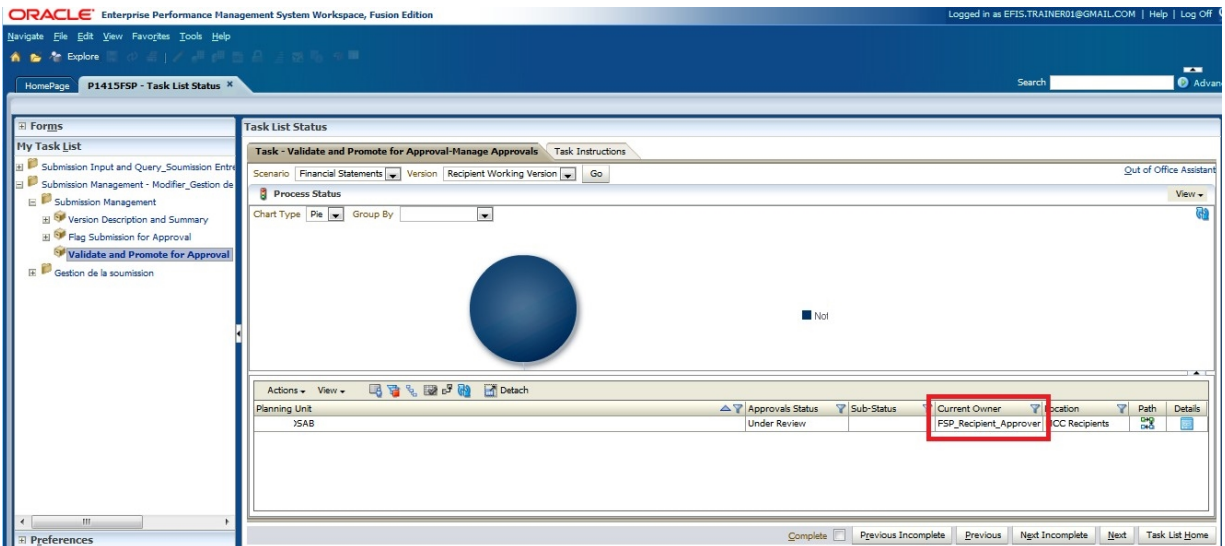 ORACLE Enterprise Performance Management System Workspace, Fusion Edition
Logged in as EFIS.TRAINER01@GMAIL.COM | Help | Log Off
Navigate File Edit View Favorites Tools Help
Explore
HomePage P1415FSP - Task List Status ×
Search Advan
Forms
My Task List
Submission Input and Query_Soumission Entre
Submission Management - Modifier_Gestion de
Submission Management
Version Description and Summary
Flag Submission for Approval
Validate and Promote for Approval
Gestion de la soumission
Preferences
Task List Status
Task - Validate and Promote for Approval-Manage Approvals Task Instructions
Scenario Financial Statements Version Recipient Working Version Go
Out of Office Assistant
Process Status View
Chart Type Pie Group By
Not
Actions View Detach
Planning Unit Approvals Status Sub-Status Current Owner Location Path Details
SAB Under Review FSP_Recipient_Approver CC Recipients
Complete Previous Incomplete Previous Next Incomplete Next Task List Home